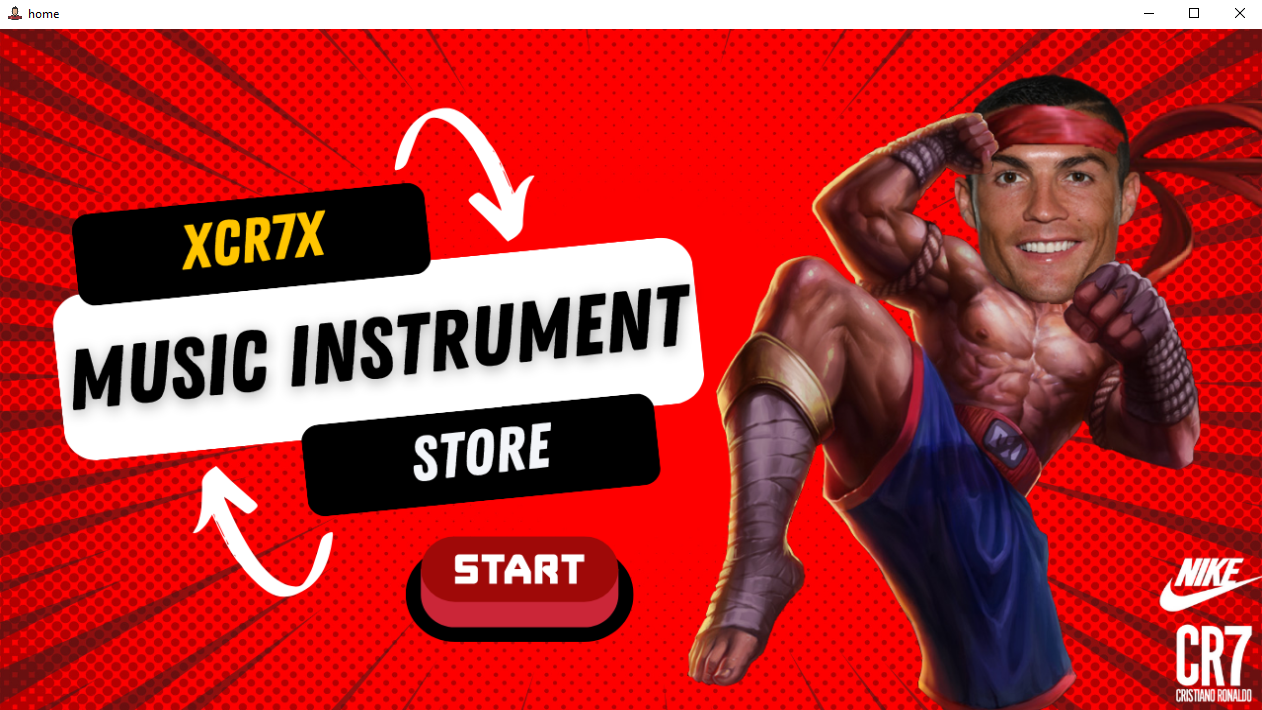 home
XCR7X
MUSIC INSTRUMENT
STORE
START
NIKE
CR7
CRISTIANO RONALDO